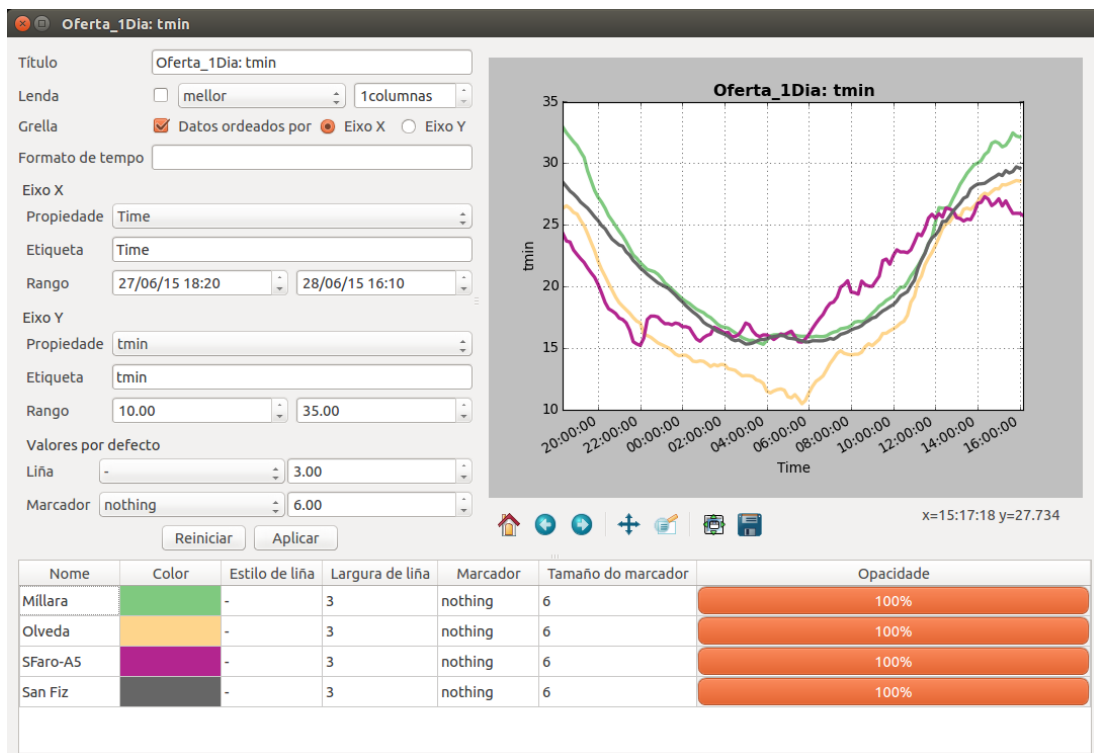 Oferta_1Dia: tmin
Título Oferta_1Dia: tmin
Lenda mellor 1columnas
Grella Datos ordeados por Eixo X Eixo Y
Formato de tempo
Eixo X
Propiedade Time
Etiqueta Time
Rango 27/06/15 18:20 28/06/15 16:10
Eixo Y
Propiedade tmin
Etiqueta tmin
Rango 10.00 35.00
Valores por defecto
Liña - 3.00
Marcador nothing 6.00
Reiniciar Aplicar
Oferta_1Dia: tmin
35
30
25
20
15
10
tmin
20:00:00 22:00:00 00:00:00 02:00:00 04:00:00 06:00:00 08:00:00 10:00:00 12:00:00 14:00:00 16:00:00
Time
x=15:17:18 y=27.734
Nome Color Estilo de liña Largura de liña Marcador Tamaño do marcador Opacidade
Míllara - 3 nothing 6 100%
Olveda - 3 nothing 6 100%
SFaro-A5 - 3 nothing 6 100%
San Fiz - 3 nothing 6 100%